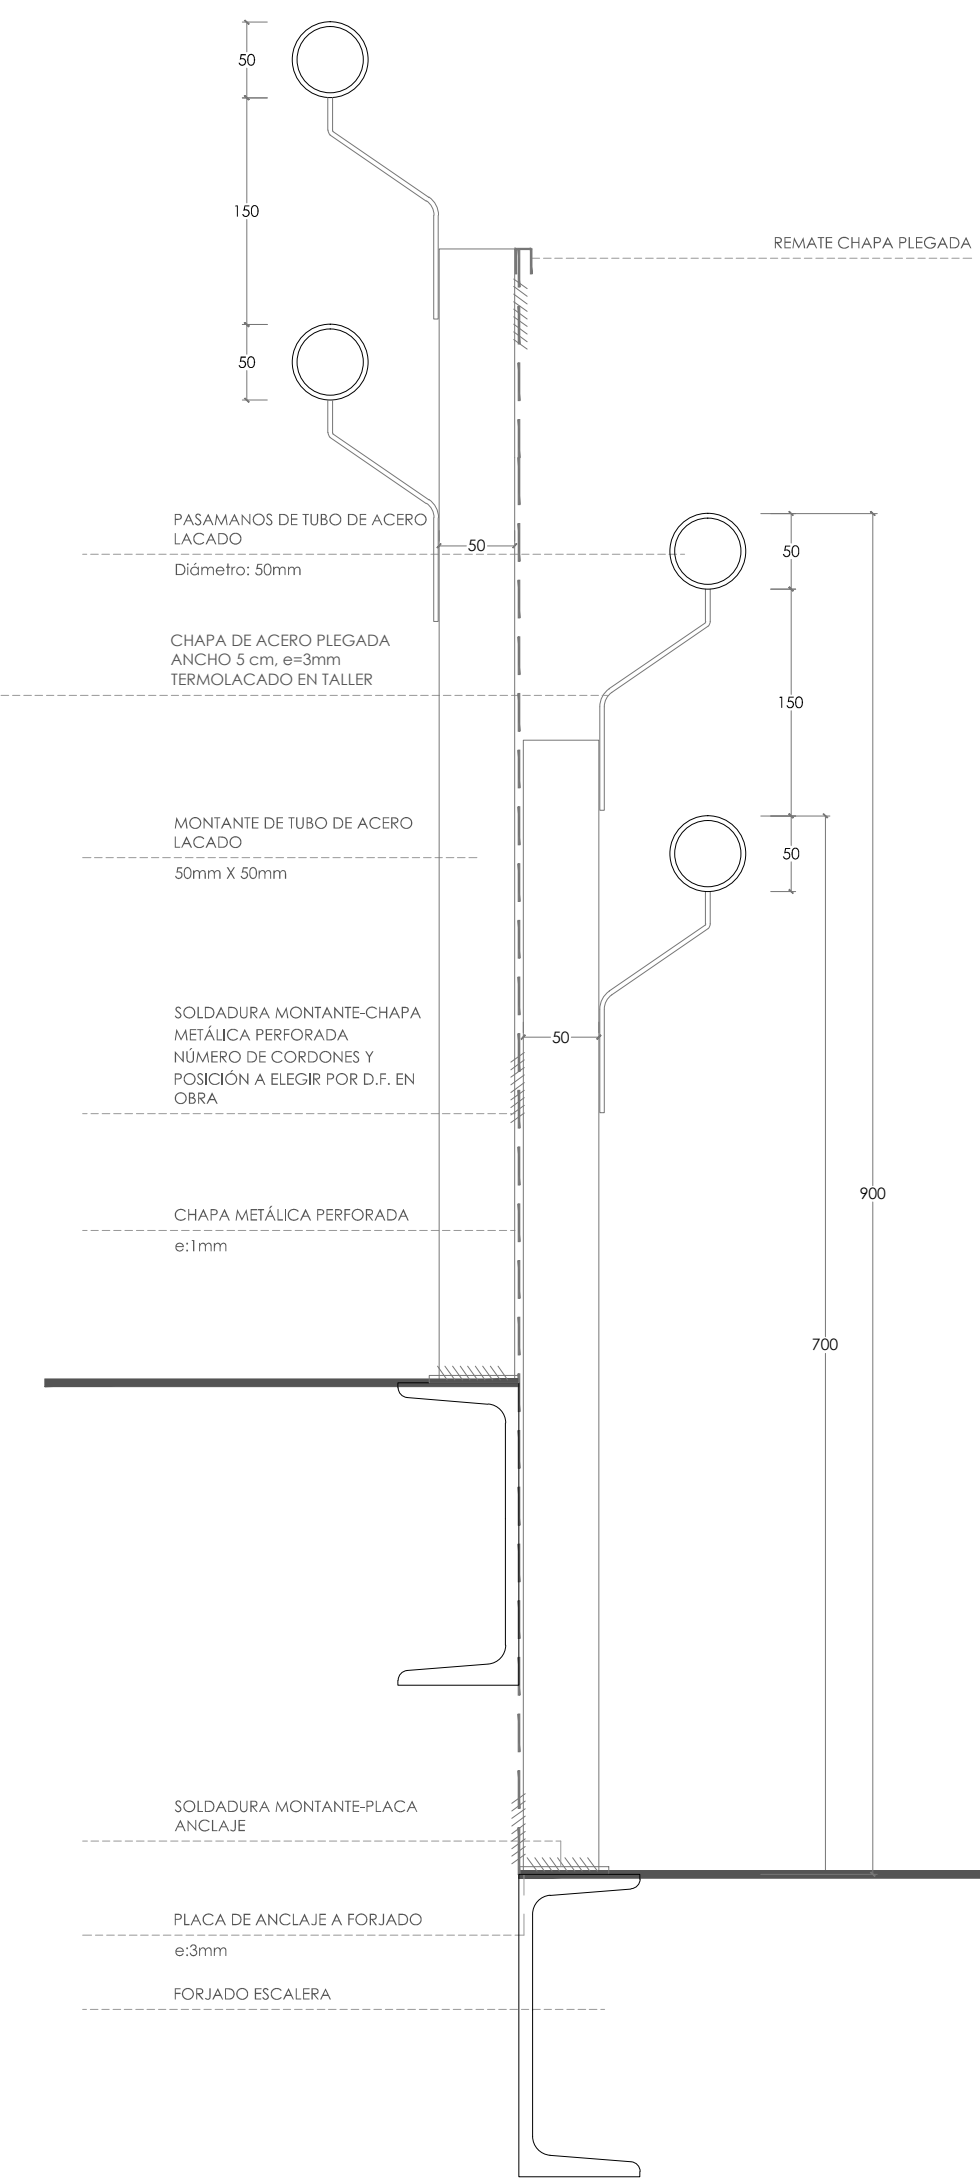 50
150
REMATE CHAPA PLEGADA
50
PASAMANOS DE TUBO DE ACERO
LACADO
Diámetro: 50mm
50
50
CHAPA DE ACERO PLEGADA
ANCHO 5 cm, e=3mm
TERMOLACADO EN TALLER
150
MONTANTE DE TUBO DE ACERO
LACADO
50mm X 50mm
50
SOLDADURA MONTANTE-CHAPA
METÁLICA PERFORADA
NÚMERO DE CORDONES Y
POSICIÓN A ELEGIR POR D.F. EN
OBRA
50
900
CHAPA METÁLICA PERFORADA
e:1mm
700
SOLDADURA MONTANTE-PLACA
ANCLAJE
PLACA DE ANCLAJE A FORJADO
e:3mm
FORJADO ESCALERA